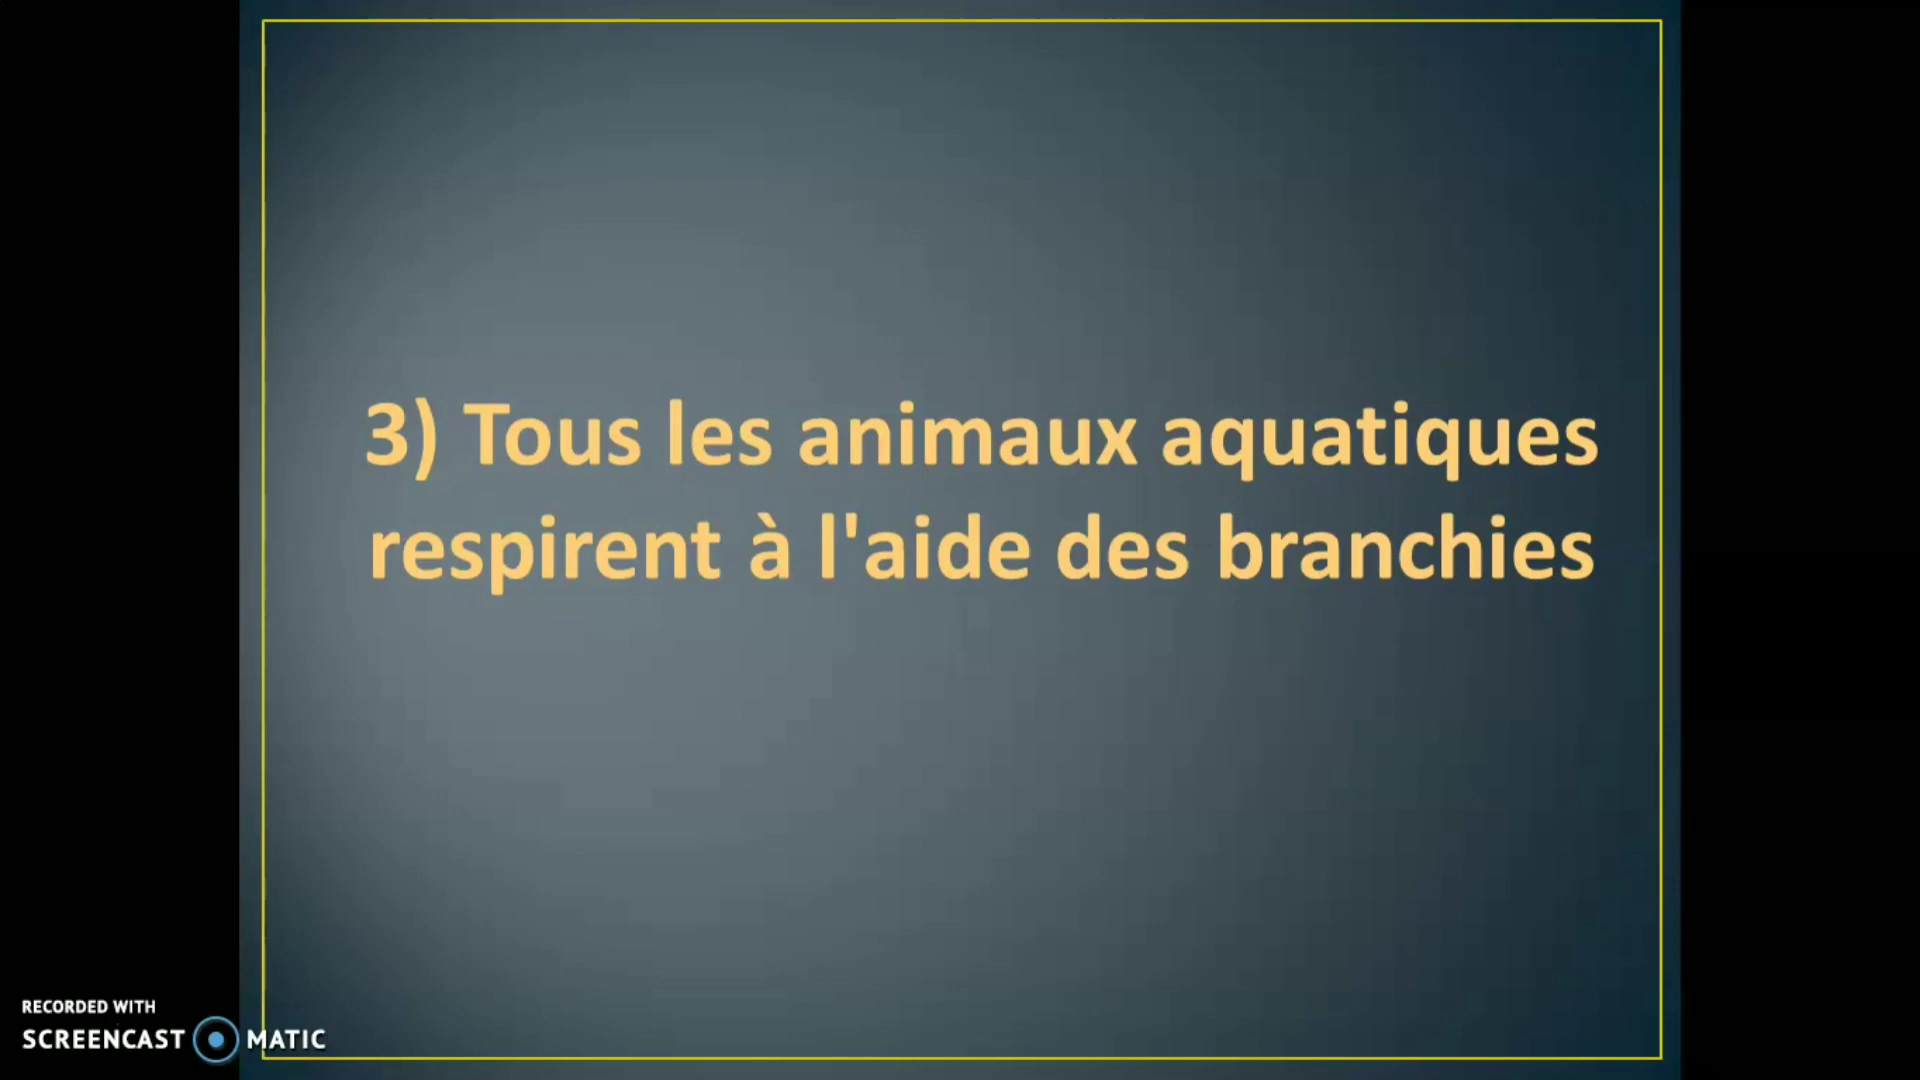 3) Tous les animaux aquatiques
respirent à l'aide des branchies
RECORDED WITH
SCREENCAST MATIC